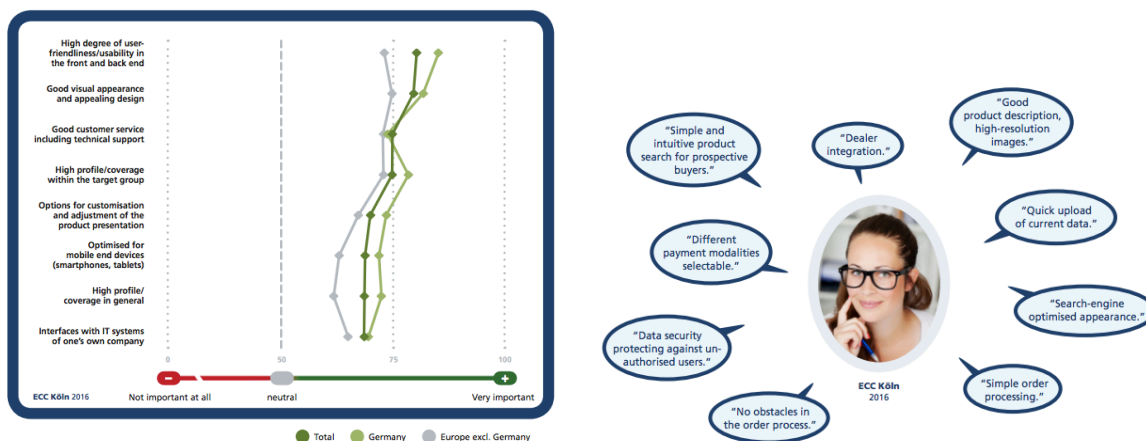 High degree of user-
friendliness/usability in
the front and back end
Good visual appearance
and appealing design
Good customer service
including technical support
High profile/coverage
within the target group
Options for customisation
and adjustment of the
product presentation
Optimised for
mobile end devices
(smartphones, tablets)
High profile/
coverage in general
Interfaces with IT systems
of one's own company
0 50 75 100
ECC Köln 2016
Not important at all
neutral
Very important
Total
Germany
Europe excl. Germany
"Simple and
intuitive product
search for prospective
buyers."
"Dealer
integration."
"Good
product description,
high-resolution
images."
"Different
payment modalities
selectable."
"Quick upload
of current data."
"Data security
protecting against un-
authorised users."
"Search-engine
optimised appearance."
ECC Köln
2016
"No obstacles in
the order process."
"Simple order
processing."